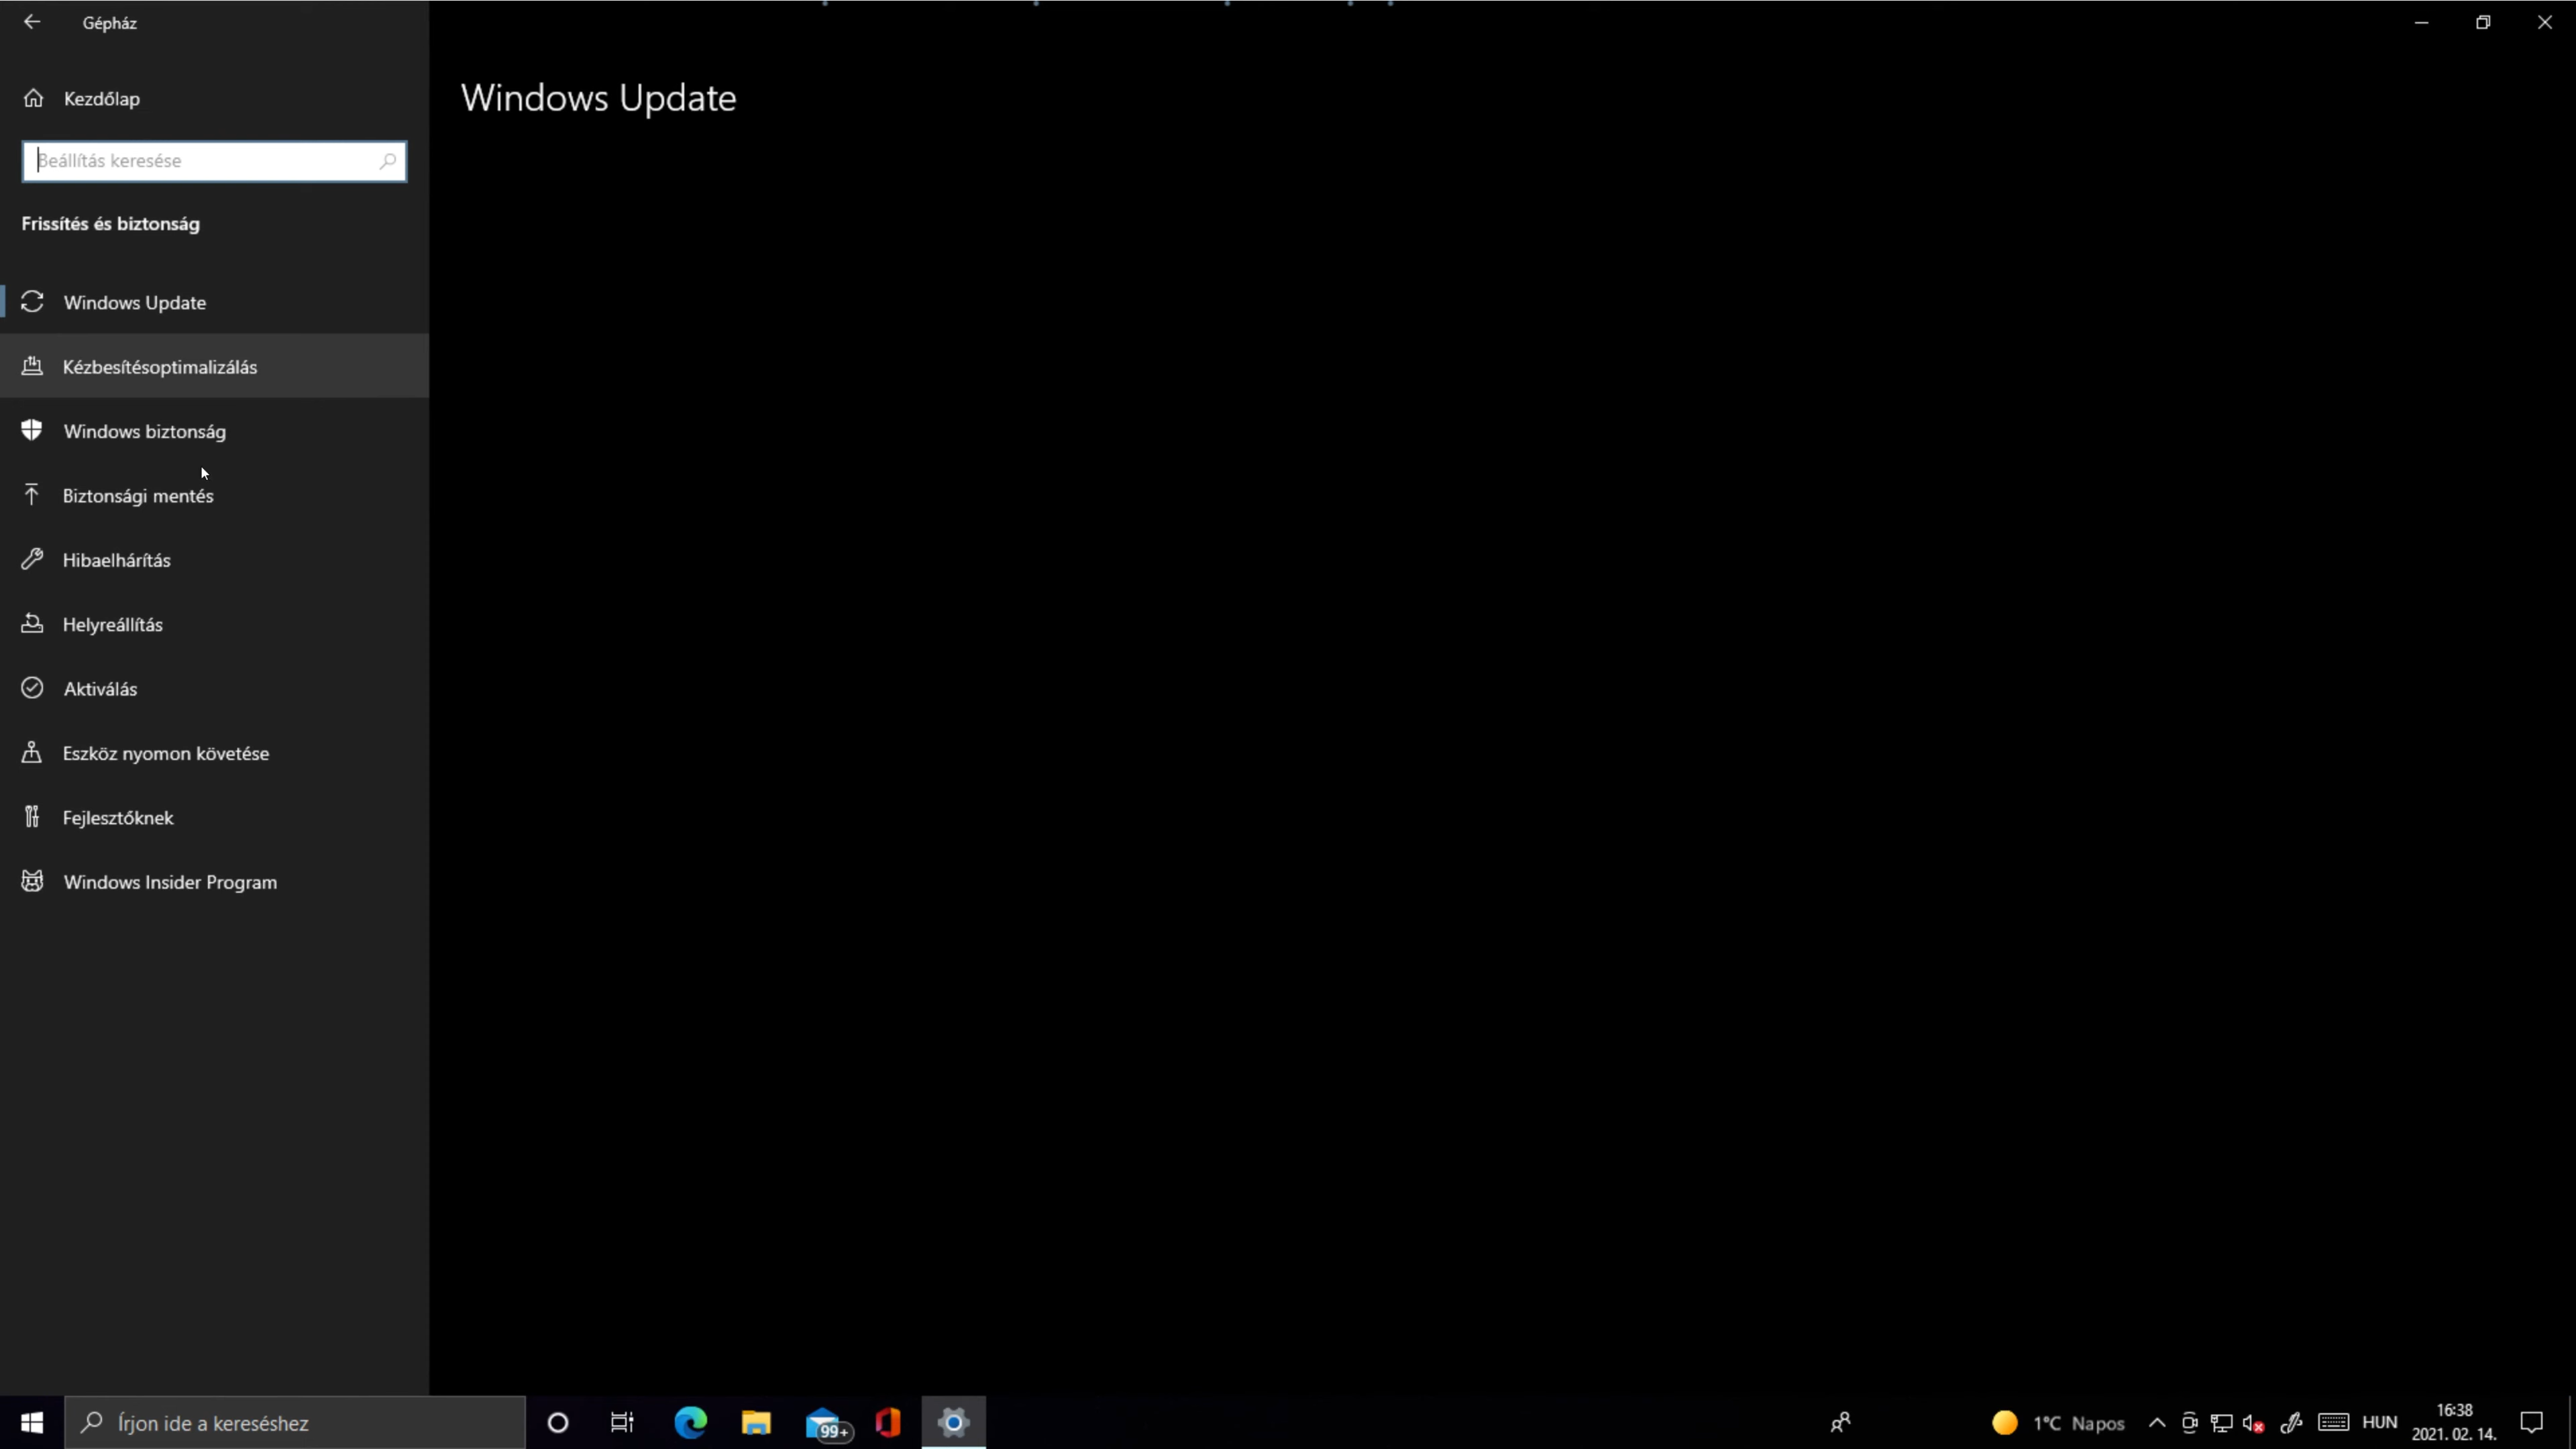 Gépház
Kezdőlap
Windows Update
Beállítás keresése
Frissítés és biztonság
Windows Update
Kézbesítésoptimalizálás
Windows biztonság
Biztonsági mentés
Hibaelhárítás
Helyreállítás
Aktiválás
Eszköz nyomon követése
Fejlesztőknek
Windows Insider Program
Írjon ide a kereséshez
99+
1°C Napos
HUN
16:38
2021. 02. 14.